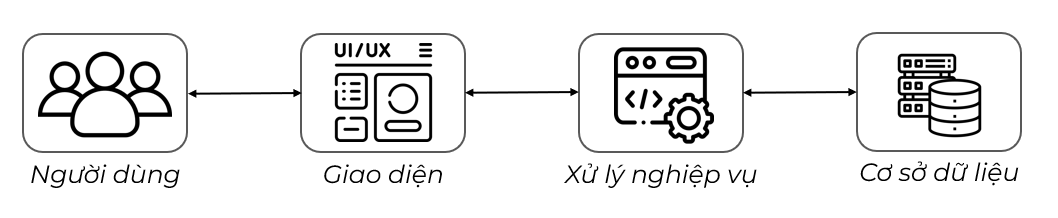 UI/UX
</>
Người dùng
Giao diện
Xử lý nghiệp vụ
Cơ sở dữ liệu